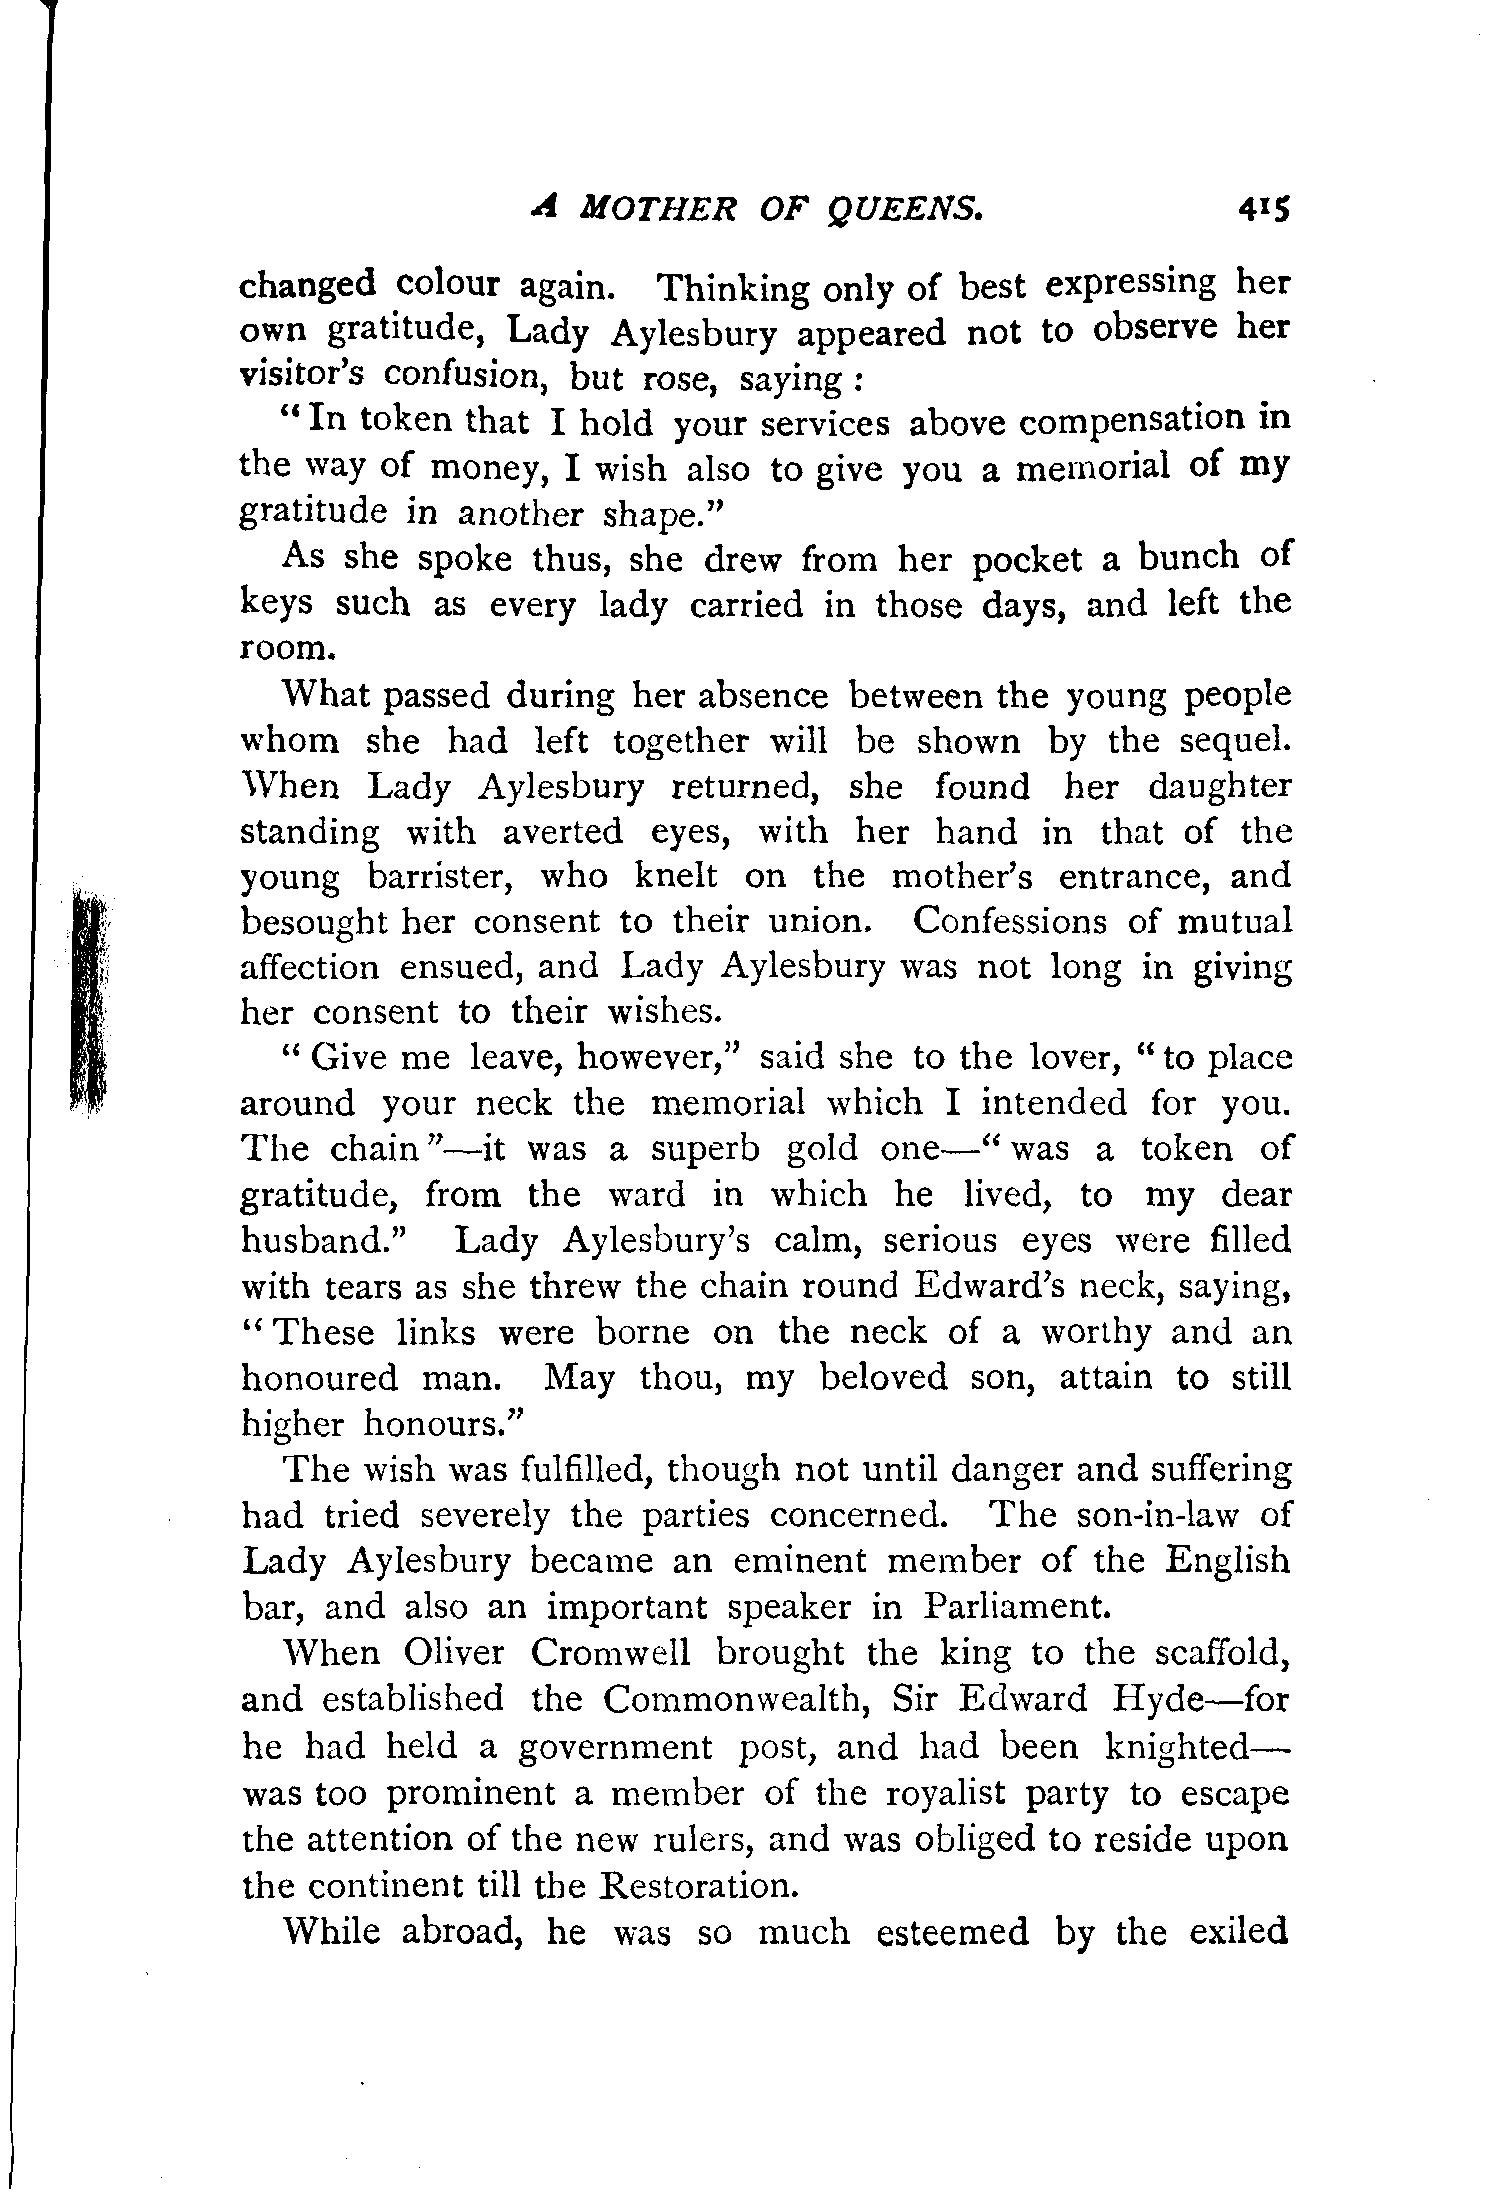 A MOTHER OF QUEENS. 415
changed colour again. Thinking only of best expressing her
own gratitude, Lady Aylesbury appeared not to observe her
visitor's confusion, but rose, saying :
“ In token that I hold your services above compensation in
the way of money, I wish also to give you a memorial of my
gratitude in another shape.”
As she spoke thus, she drew from her pocket a bunch of
keys such as every lady carried in those days, and left the
room.
What passed during her absence between the young people
whom she had left together will be shown by the sequel.
When Lady Aylesbury returned, she found her daughter
standing with averted eyes, with her hand in that of the
young barrister, who knelt on the mother's entrance, and
besought her consent to their union. Confessions of mutual
affection ensued, and Lady Aylesbury was not long in giving
her consent to their wishes.
“ Give me leave, however,” said she to the lover, “ to place
around your neck the memorial which I intended for you.
The chain ”—it was a superb gold one—“ was a token of
gratitude, from the ward in which he lived, to my dear
husband.” Lady Aylesbury's calm, serious eyes were filled
with tears as she threw the chain round Edward's neck, saying,
“ These links were borne on the neck of a worthy and an
honoured man. May thou, my beloved son, attain to still
higher honours.”
The wish was fulfilled, though not until danger and suffering
had tried severely the parties concerned. The son-in-law of
Lady Aylesbury became an eminent member of the English
bar, and also an important speaker in Parliament.
When Oliver Cromwell brought the king to the scaffold,
and established the Commonwealth, Sir Edward Hyde—for
he had held a government post, and had been knighted—
was too prominent a member of the royalist party to escape
the attention of the new rulers, and was obliged to reside upon
the continent till the Restoration.
While abroad, he was so much esteemed by the exiled